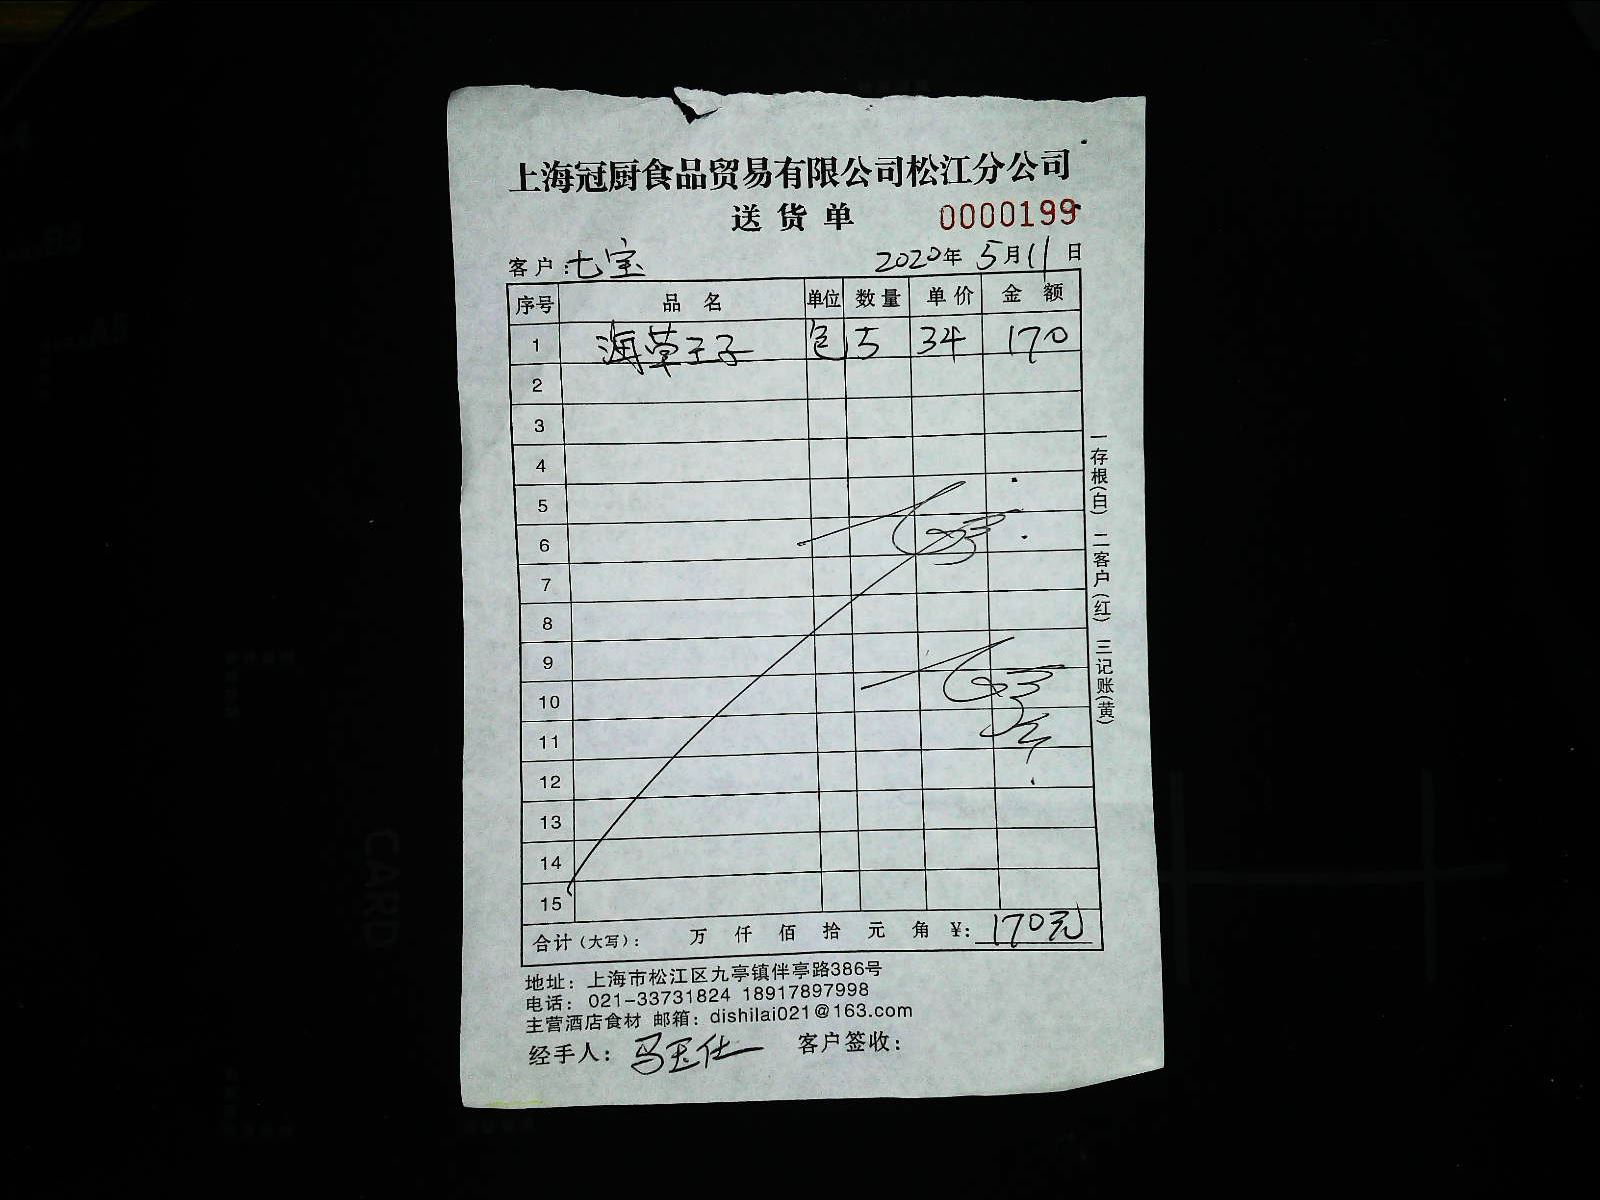 上海冠厨食品贸易有限公司松江分公司
送货单 0000199
客户:七宝 2020年5月11日
序号 品名 单位 数量 单价 金额
1 海草王子 包 5 34 170
2
3
4
5
6
7
8
9
10
11
12
13
14
15
合计(大写): 万 仟 佰 拾 元 角 ¥: 170元
地址:上海市松江区九亭镇伴亭路386号
电话:021-33731824 18917897998
主营酒店食材 邮箱:dishilai021@163.com
经手人:马玉仕 客户签收:
一存根(白) 二客户(红) 三记账(黄)
CARD